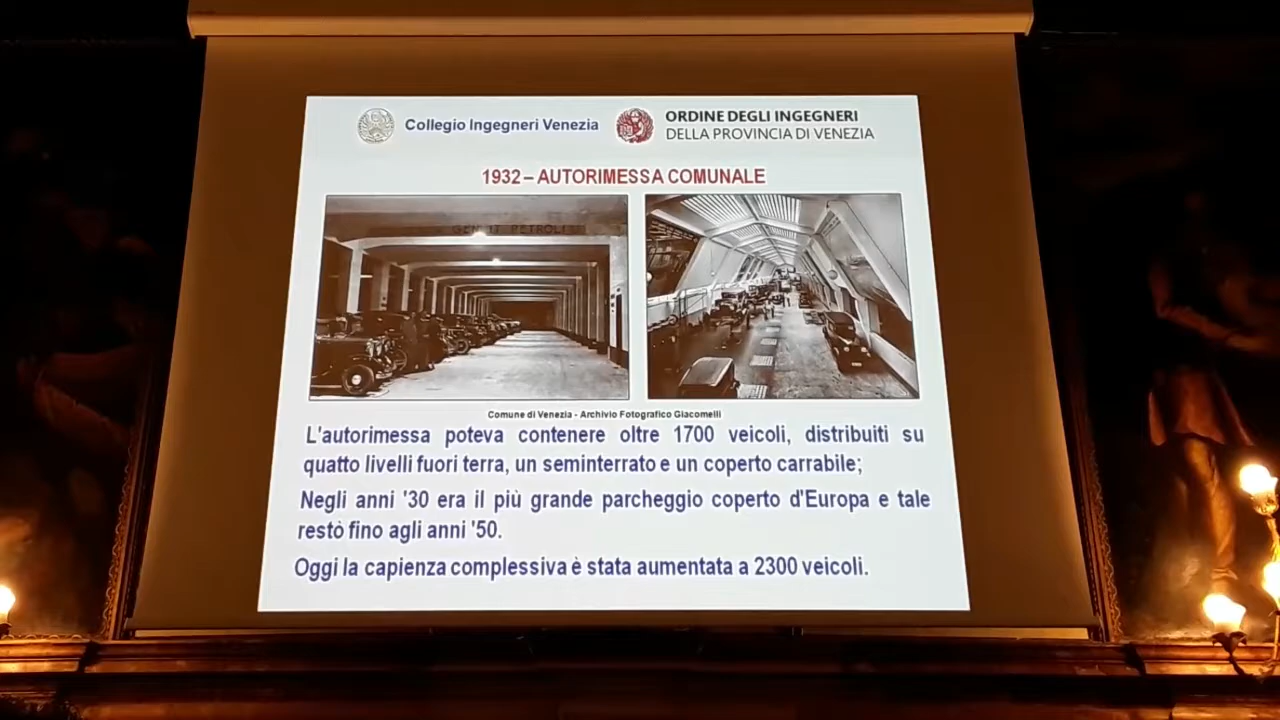 Collegio Ingegneri Venezia
ORDINE DEGLI INGEGNERI
DELLA PROVINCIA DI VENEZIA
1932 – AUTORIMESSA COMUNALE
Comune di Venezia - Archivio Fotografico Giacomelli
L'autorimessa poteva contenere oltre 1700 veicoli, distribuiti su
quatto livelli fuori terra, un seminterrato e un coperto carrabile;
Negli anni '30 era il più grande parcheggio coperto d'Europa e tale
restò fino agli anni '50.
Oggi la capienza complessiva è stata aumentata a 2300 veicoli.